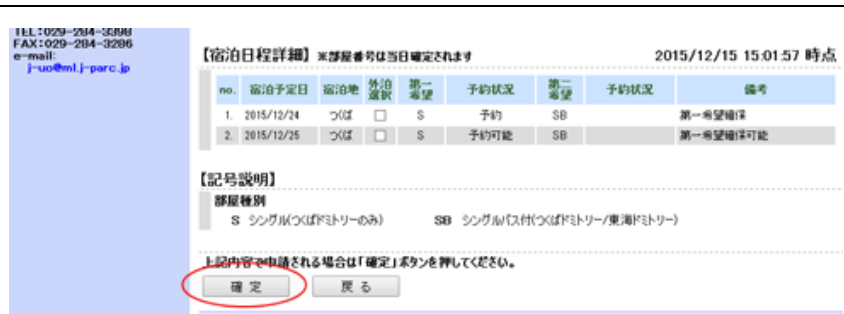 TEL:029-284-3398
FAX:029-284-3286
e-mail:
j-uo@ml.j-parc.jp
【宿泊日程詳細】 ※部屋番号は当日確定されます 2015/12/15 15:01:57 時点
no. 宿泊予定日 宿泊地 外泊選択 第一希望 予約状況 第二希望 予約状況 備考
1. 2015/12/24 つくば S 予約 SB 第一希望確保
2. 2015/12/25 つくば S 予約可能 SB 第一希望確保可能
【記号説明】
部屋種別
S シングル(つくばドミトリーのみ) SB シングルバス付(つくばドミトリー/東海ドミトリー)
上記内容で申請される場合は「確定」ボタンを押してください。
確 定 戻 る